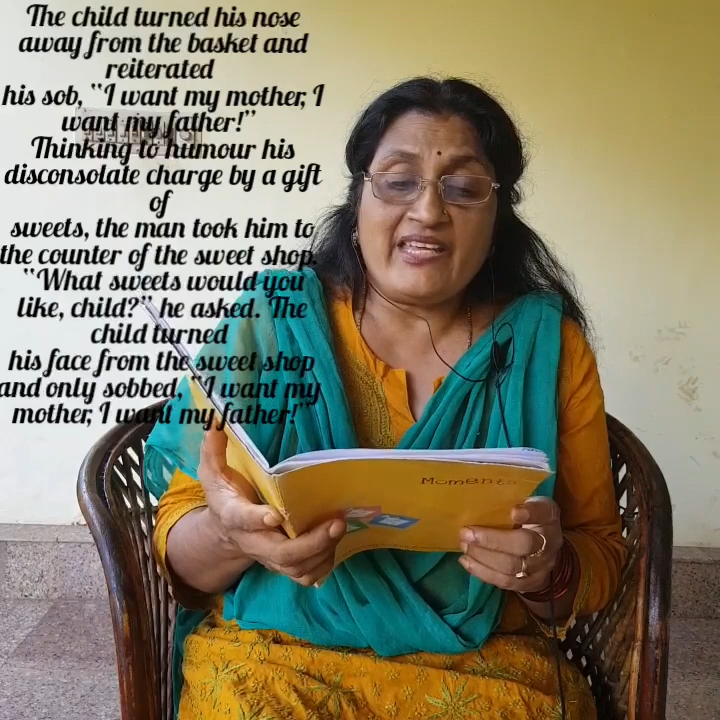 The child turned his nose
away from the basket and
reiterated
his sob, “I want my mother, I
want my father!”
Thinking to humour his
disconsolate charge by a gift
of
sweets, the man took him to
the counter of the sweet shop.
“What sweets would you
like, child?” he asked. The
child turned
his face from the sweet shop
and only sobbed, “I want my
mother, I want my father!”
Moments